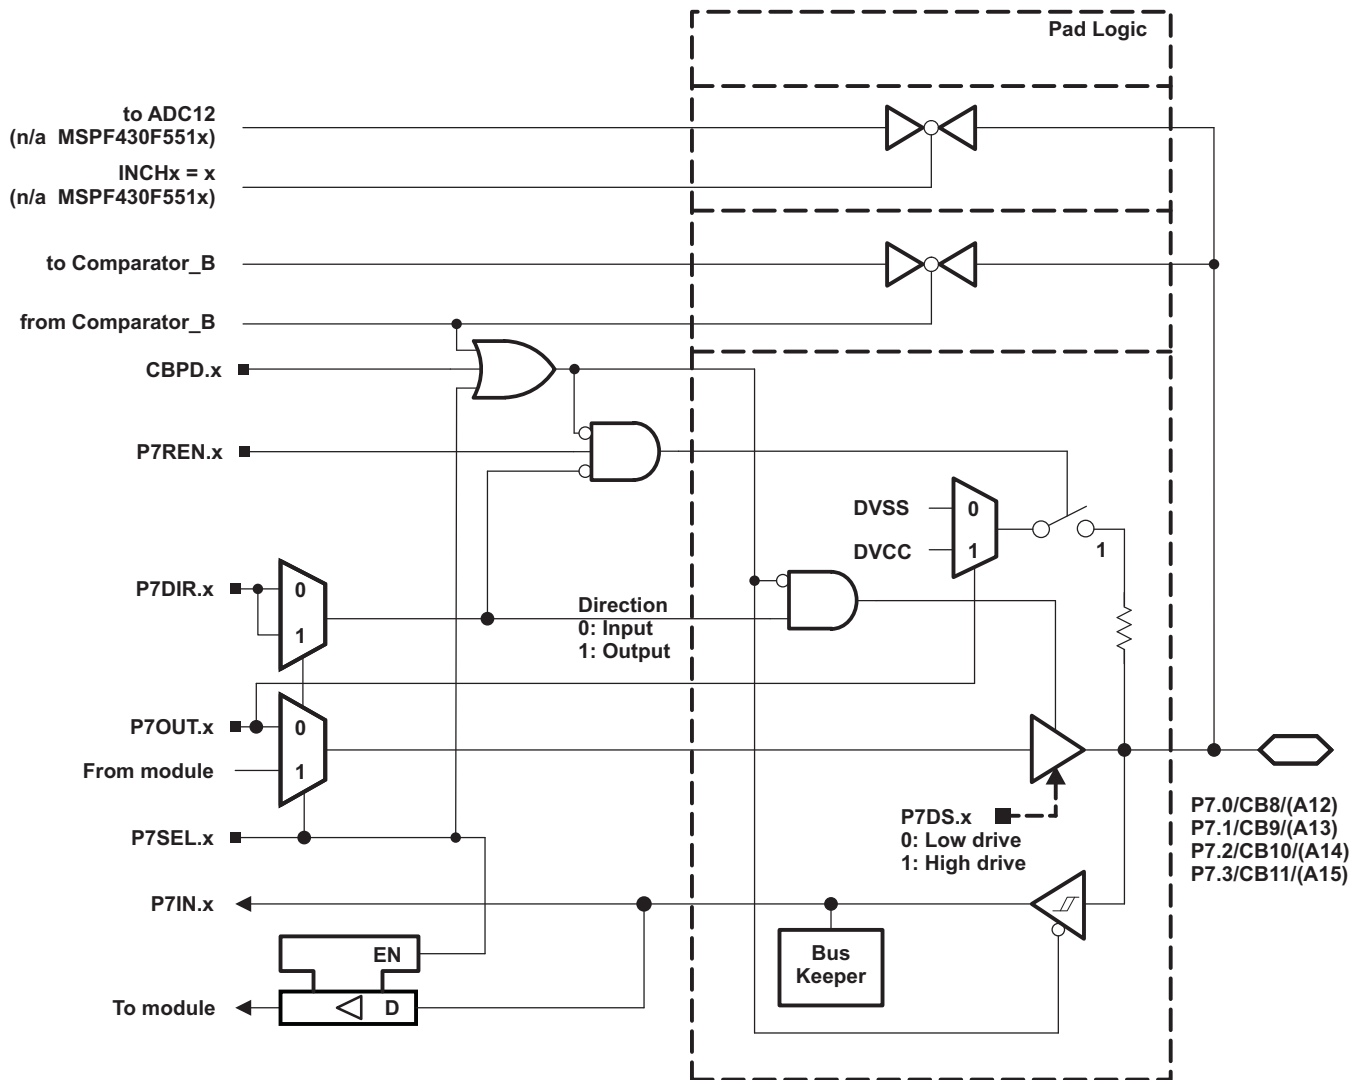 Pad Logic
to ADC12
(n/a MSPF430F551x)
INCHx = x
(n/a MSPF430F551x)
to Comparator_B
from Comparator_B
CBPD.x
P7REN.x
DVSS
0
DVCC
1
1
P7DIR.x
0
1
Direction
0: Input
1: Output
P7OUT.x
0
From module
1
P7DS.x
0: Low drive
1: High drive
P7.0/CB8/(A12)
P7.1/CB9/(A13)
P7.2/CB10/(A14)
P7.3/CB11/(A15)
P7SEL.x
P7IN.x
EN
Bus
Keeper
To module
D